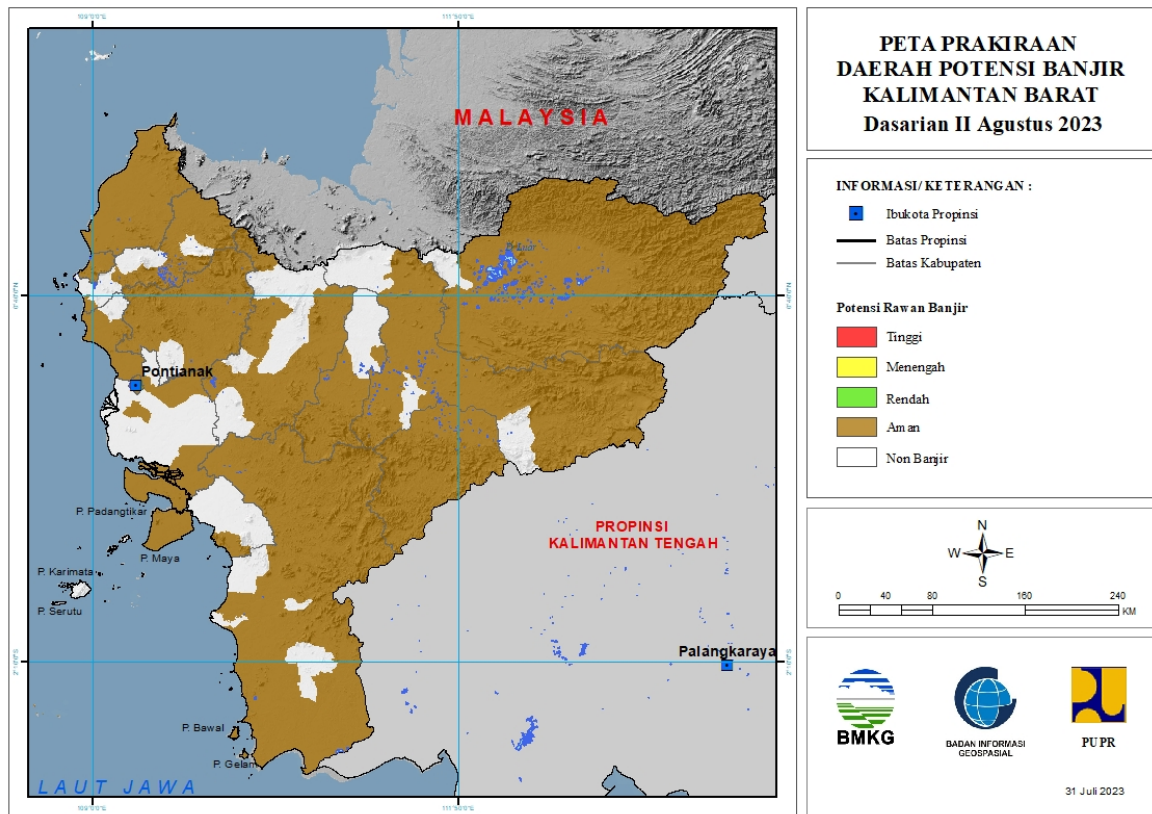 PETA PRAKIRAAN
DAERAH POTENSI BANJIR
KALIMANTAN BARAT
Dasarian II Agustus 2023
INFORMASI/ KETERANGAN :
Ibukota Propinsi
Batas Propinsi
Batas Kabupaten
Potensi Rawan Banjir
Tinggi
Menengah
Rendah
Aman
Non Banjir
N
W E
S
0 40 80 160 240
KM
BMKG
BADAN INFORMASI
GEOSPASIAL
PUPR
31 Juli 2023
MALAYSIA
Pontianak
P. Padangtikar
P. Maya
P. Karimata
P. Serutu
PROPINSI
KALIMANTAN TENGAH
Palangkaraya
P. Bawal
P. Gelam
LAUT JAWA